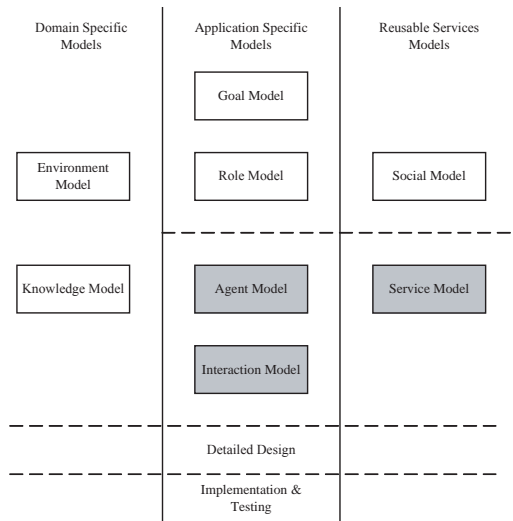 Domain Specific
Models
Application Specific
Models
Reusable Services
Models
Goal Model
Environment
Model
Role Model
Social Model
Knowledge Model
Agent Model
Service Model
Interaction Model
Detailed Design
Implementation &
Testing